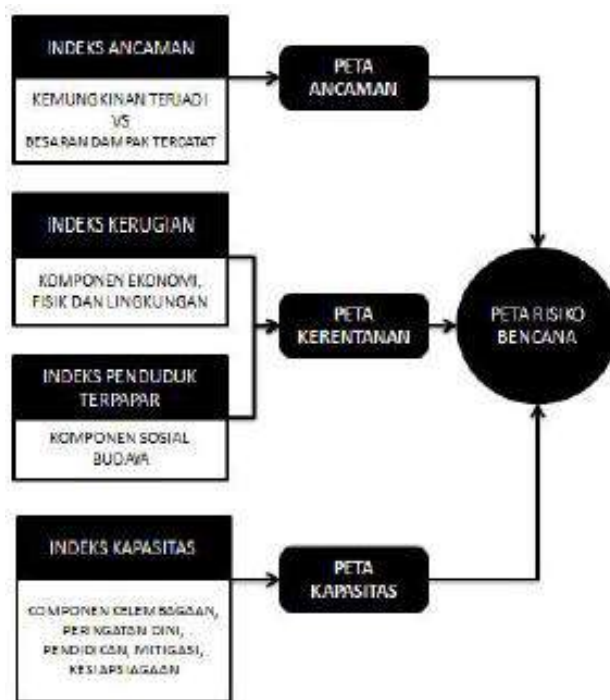 INDEKS ANCAMAN
KEMUNGKINAN TERJADI
VS
BESARAN DAMPAK TERCATAT
PETA
ANCAMAN
INDEKS KERUGIAN
KOMPONEN EKONOMI,
FISIK DAN LINGKUNGAN
INDEKS PENDUDUK
TERPAPAR
KOMPONEN SOSIAL
BUDAYA
PETA
KERENTANAN
PETA RISIKO
BENCANA
INDEKS KAPASITAS
KOMPONEN KELEMBAGAAN,
PERINGATAN DINI,
PENDIDIKAN, MITIGASI,
KESIAPSIAGAAN
PETA
KAPASITAS